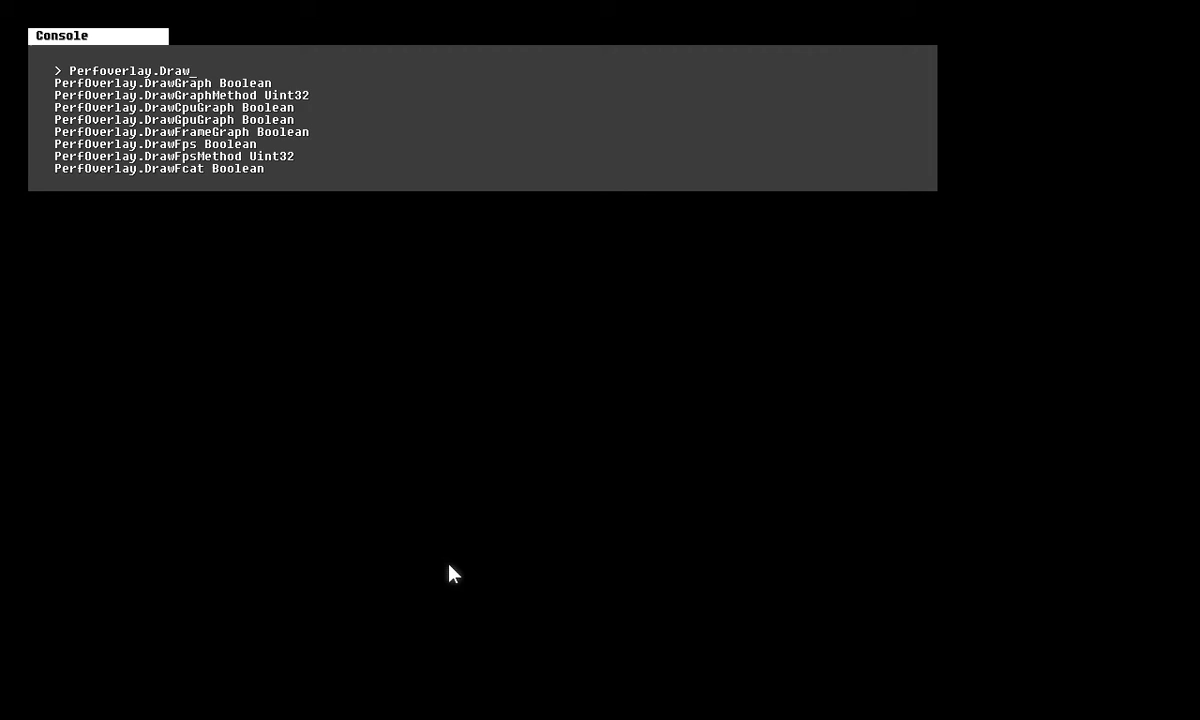 Console
> Perfoverlay.Draw_
PerfOverlay.DrawGraph Boolean
PerfOverlay.DrawGraphMethod Uint32
PerfOverlay.DrawCpuGraph Boolean
PerfOverlay.DrawGpuGraph Boolean
PerfOverlay.DrawFrameGraph Boolean
PerfOverlay.DrawFps Boolean
PerfOverlay.DrawFpsMethod Uint32
PerfOverlay.DrawFcat Boolean